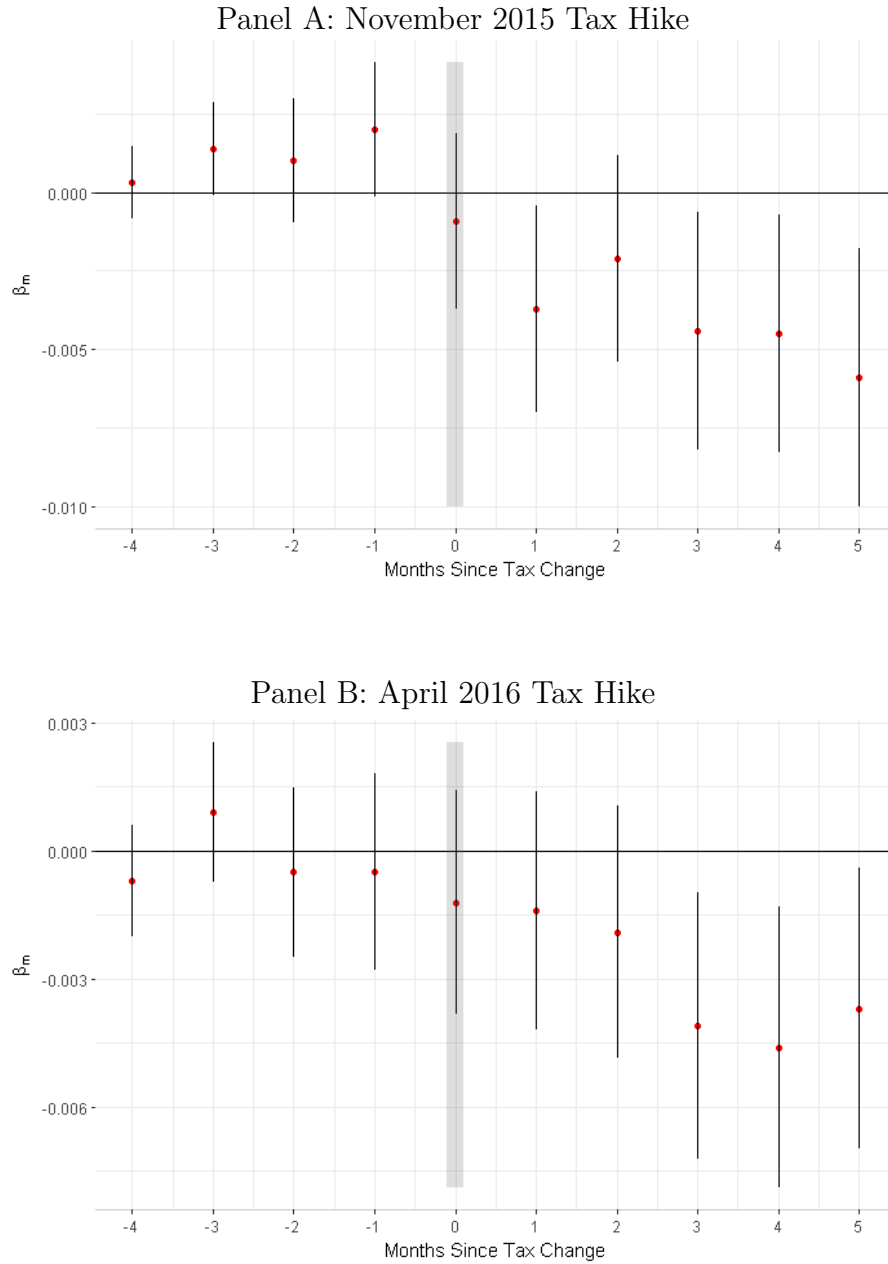 Panel A: November 2015 Tax Hike
0.000
-0.005
-0.010
βm
-4 -3 -2 -1 0 1 2 3 4 5
Months Since Tax Change
Panel B: April 2016 Tax Hike
0.003
0.000
-0.003
-0.006
βm
-4 -3 -2 -1 0 1 2 3 4 5
Months Since Tax Change